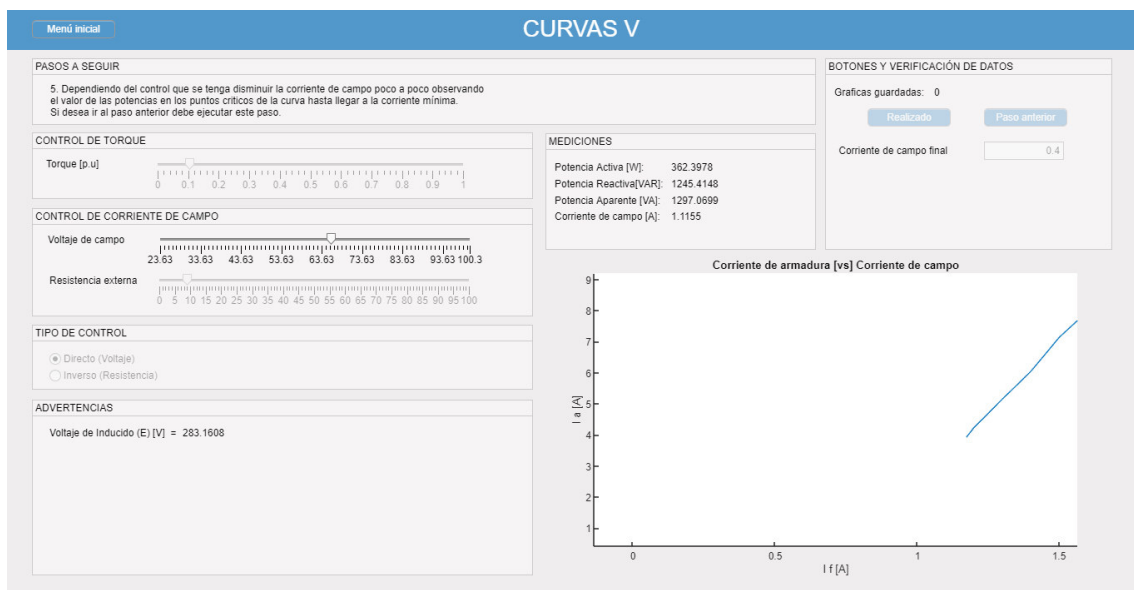 Menú inicial
CURVAS V
PASOS A SEGUIR
5. Dependiendo del control que se tenga disminuir la corriente de campo poco a poco observando
el valor de las potencias en los puntos criticos de la curva hasta llegar a la corriente mínima.
Si desea ir al paso anterior debe ejecutar este paso.
BOTONES Y VERIFICACIÓN DE DATOS
Graficas guardadas: 0
Realizado Paso anterior
Corriente de campo final 0.4
CONTROL DE TORQUE
Torque [p.u]
0 0.1 0.2 0.3 0.4 0.5 0.6 0.7 0.8 0.9 1
MEDICIONES
Potencia Activa [W]: 362.3978
Potencia Reactiva[VAR]: 1245.4148
Potencia Aparente [VA]: 1297.0699
Corriente de campo [A]: 1.1155
CONTROL DE CORRIENTE DE CAMPO
Voltaje de campo
23.63 33.63 43.63 53.63 63.63 73.63 83.63 93.63 100.3
Resistencia externa
0 5 10 15 20 25 30 35 40 45 50 55 60 65 70 75 80 85 90 95 100
TIPO DE CONTROL
Directo (Voltaje)
Inverso (Resistencia)
ADVERTENCIAS
Voltaje de Inducido (E) [V] = 283.1608
Corriente de armadura [vs] Corriente de campo
9
8
7
6
5
4
3
2
1
I a [A]
0 0.5 1 1.5
I f [A]